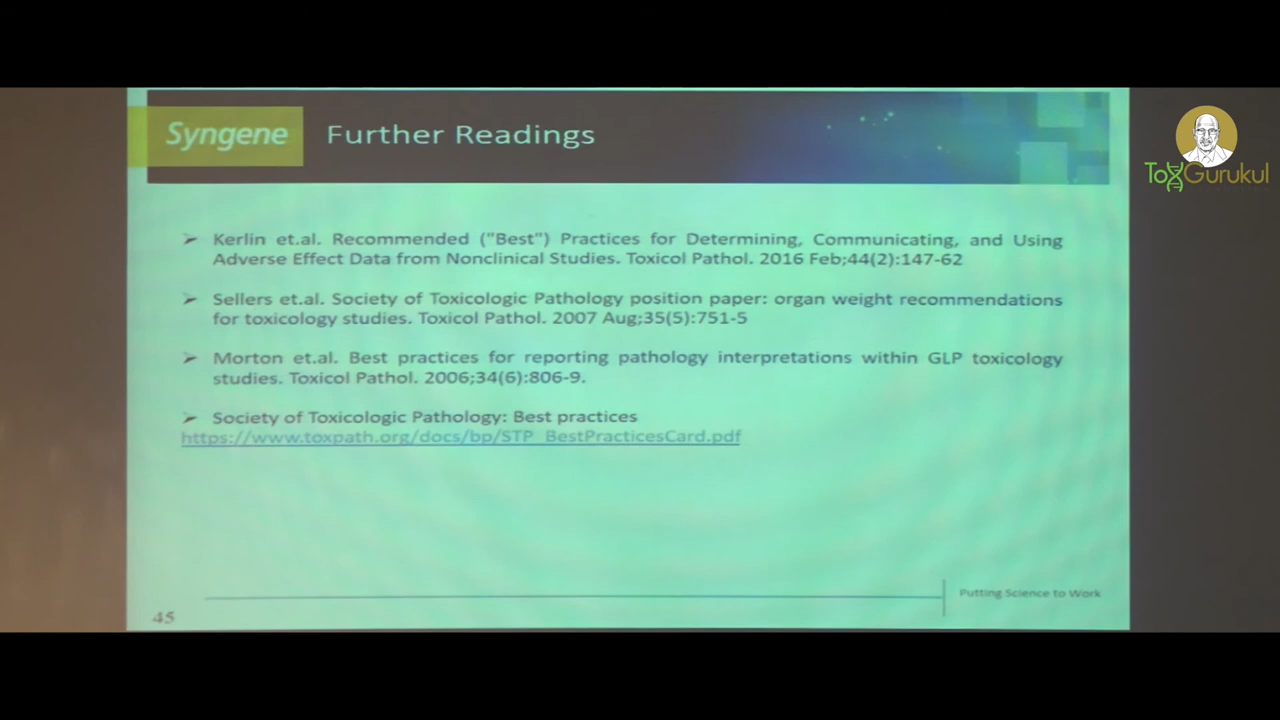 Syngene
Further Readings
ToxGurukul
Kerlin et.al. Recommended ("Best") Practices for Determining, Communicating, and Using
Adverse Effect Data from Nonclinical Studies. Toxicol Pathol. 2016 Feb;44(2):147-62
Sellers et.al. Society of Toxicologic Pathology position paper: organ weight recommendations
for toxicology studies. Toxicol Pathol. 2007 Aug;35(5):751-5
Morton et.al. Best practices for reporting pathology interpretations within GLP toxicology
studies. Toxicol Pathol. 2006;34(6):806-9.
Society of Toxicologic Pathology: Best practices
https://www.toxpath.org/docs/bp/STP_BestPracticesCard.pdf
Putting Science to Work
45